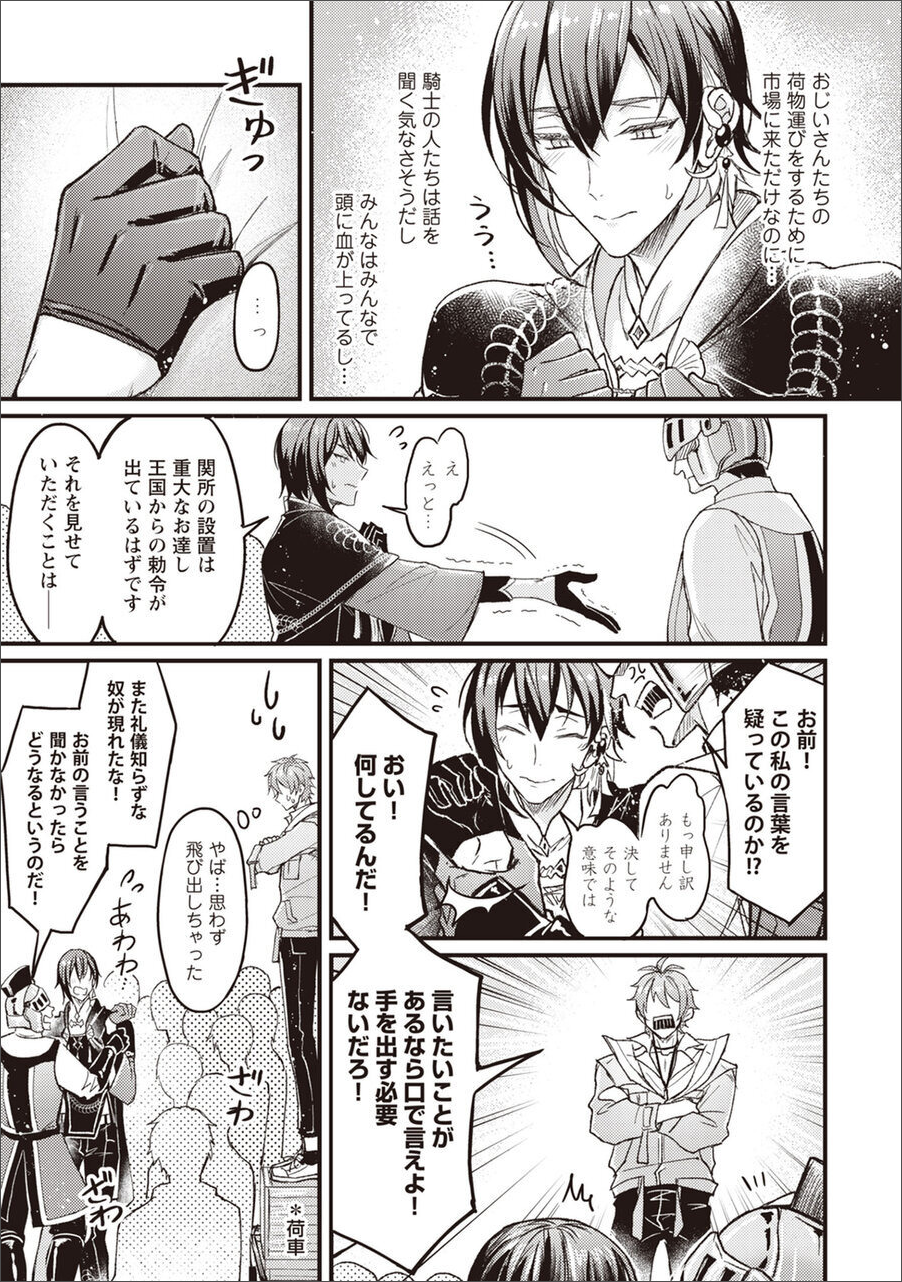 おじいさんたちの
荷物運びをするために
市場に来ただけなのに…
騎士の人たちは話を
聞く気なさそうだし
うう…
みんなはみんなで
頭に血が上ってるし…
ぎゅっ
…っ
え
えっと…
関所の設置は
重大なお達し
王国からの勅令が
出ているはずです
それを見せて
いただくことは──
お前！
この私の言葉を
疑っているのか!?
もっ申し訳
ありません
決して
そのような
意味では
おい！
何してるんだ！
言いたいことが
あるなら口で言えよ！
手を出す必要
ないだろ！
やば…思わず
飛び出しちゃった
また礼儀知らずな
奴が現れたな！
お前の言うことを
聞かなかったら
どうなるというのだ！
あわわ
ざわ
ざわ
＊荷車